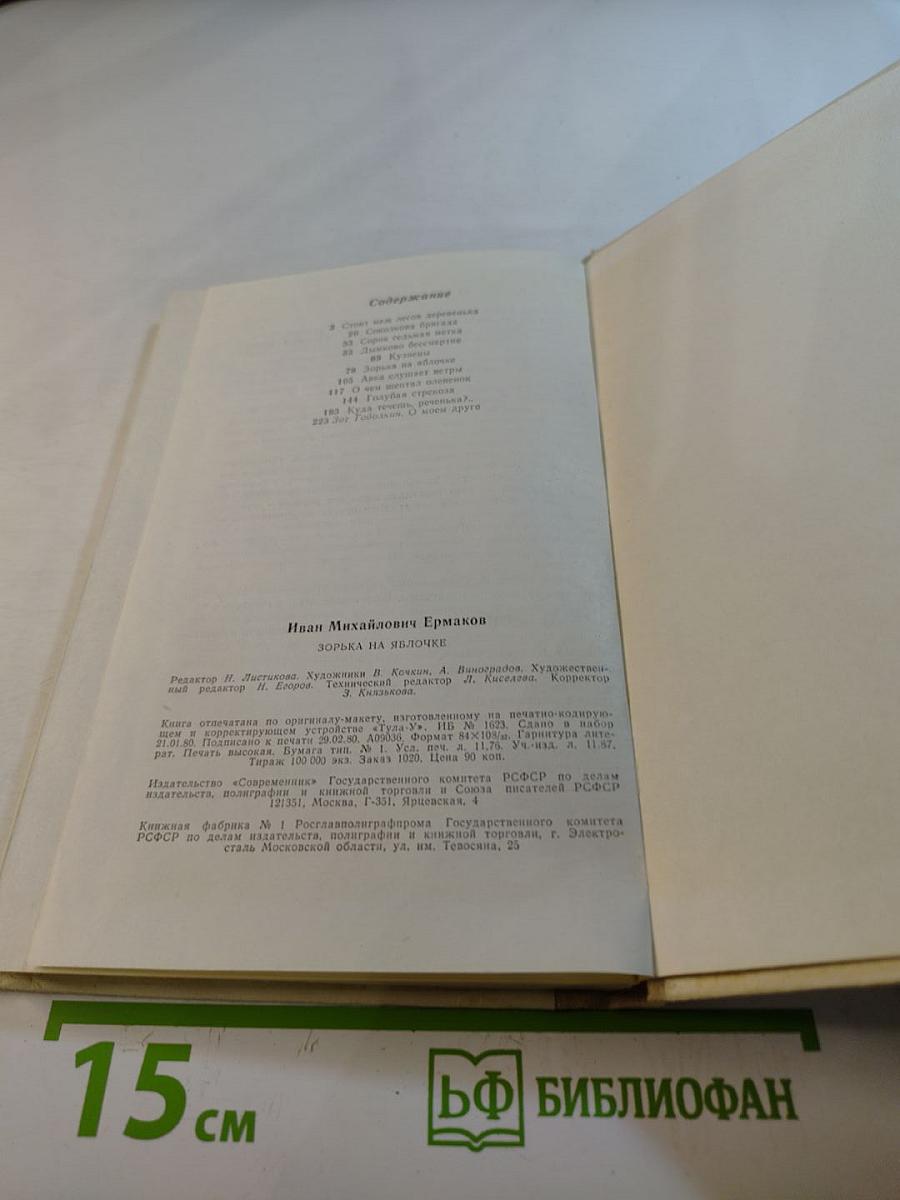 Содержание
3 Стоит меж лесов деревенька
20 Соколкова бригада
33 Сорок седьмая метка
53 Дымково бессмертие
69 Кузнецы
79 Зорька на яблочке
105 Авка слушает ветры
117 О чем шептал олененок
144 Голубая стрекоза
193 Куда течешь, реченька?..
223 Зот Тоболкин. О моем друге
Иван Михайлович Ермаков
ЗОРЬКА НА ЯБЛОЧКЕ
Редактор Н. Листикова. Художники В. Кочкин, А. Виноградов. Художествен-
ный редактор Н. Егоров. Технический редактор Л. Киселева. Корректор
З. Князькова.
Книга отпечатана по оригиналу-макету, изготовленному на печатно-кодирую-
щем и корректирующем устройстве «Тула-У». ИБ № 1623. Сдано в набор
21.01.80. Подписано к печати 29.02.80. А09036. Формат 84×108/32. Гарнитура лите-
рат. Печать высокая. Бумага тип. № 1. Усл. печ. л. 11,76. Уч.-изд. л. 11,87.
Тираж 100 000 экз. Заказ 1020. Цена 90 коп.
Издательство «Современник» Государственного комитета РСФСР по делам
издательств, полиграфии и книжной торговли и Союза писателей РСФСР
121351, Москва, Г-351, Ярцевская, 4
Книжная фабрика № 1 Росглавполиграфпрома Государственного комитета
РСФСР по делам издательств, полиграфии и книжной торговли, г. Электро-
сталь Московской области, ул. им. Тевосяна, 25
15 см
БФ БИБЛИОФАН